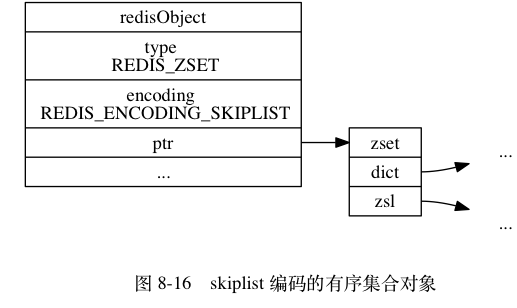 redisObject
type
REDIS_ZSET
encoding
REDIS_ENCODING_SKIPLIST
ptr
...
zset
dict
zsl
...
...
图 8-16 skiplist 编码的有序集合对象